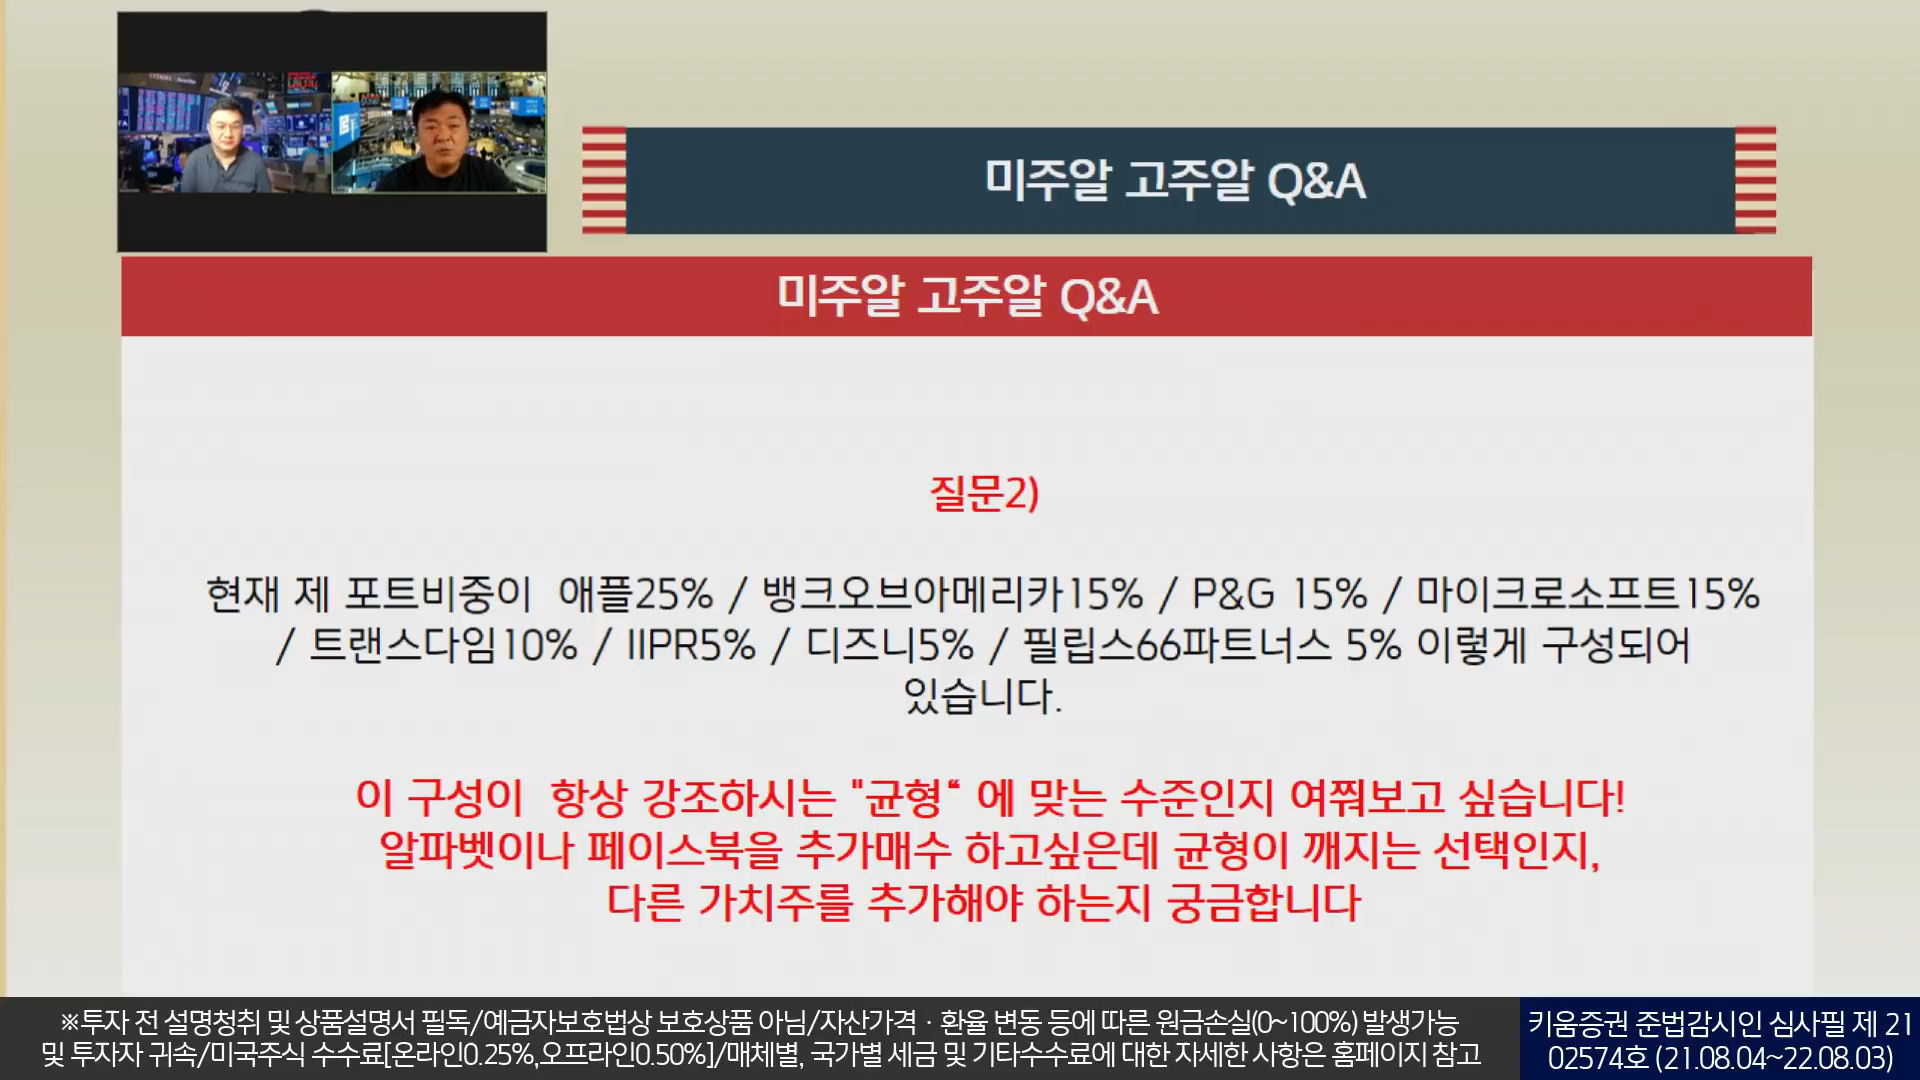 미주알 고주알 Q&A
미주알 고주알 Q&A
질문2)
현재 제 포트비중이 애플25% / 뱅크오브아메리카15% / P&G 15% / 마이크로소프트15%
/ 트랜스다임10% / IIPR5% / 디즈니5% / 필립스66파트너스 5% 이렇게 구성되어
있습니다.
이 구성이 항상 강조하시는 "균형“ 에 맞는 수준인지 여쭤보고 싶습니다!
알파벳이나 페이스북을 추가매수 하고싶은데 균형이 깨지는 선택인지,
다른 가치주를 추가해야 하는지 궁금합니다
※투자 전 설명청취 및 상품설명서 필독/예금자보호법상 보호상품 아님/자산가격 · 환율 변동 등에 따른 원금손실(0~100%) 발생가능
및 투자자 귀속/미국주식 수수료[온라인0.25%,오프라인0.50%]/매체별, 국가별 세금 및 기타수수료에 대한 자세한 사항은 홈페이지 참고
키움증권 준법감시인 심사필 제 21
02574호 (21.08.04~22.08.03)